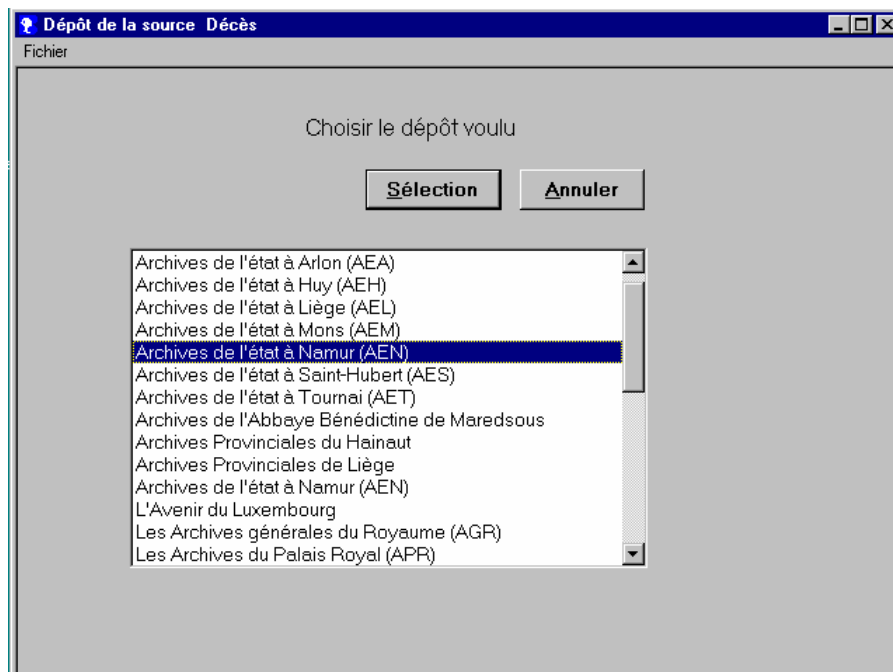 Dépôt de la source Décès
Fichier
Choisir le dépôt voulu
Sélection Annuler
Archives de l'état à Arlon (AEA)
Archives de l'état à Huy (AEH)
Archives de l'état à Liège (AEL)
Archives de l'état à Mons (AEM)
Archives de l'état à Namur (AEN)
Archives de l'état à Saint-Hubert (AES)
Archives de l'état à Tournai (AET)
Archives de l'Abbaye Bénédictine de Maredsous
Archives Provinciales du Hainaut
Archives Provinciales de Liège
Archives de l'état à Namur (AEN)
L'Avenir du Luxembourg
Les Archives générales du Royaume (AGR)
Les Archives du Palais Royal (APR)